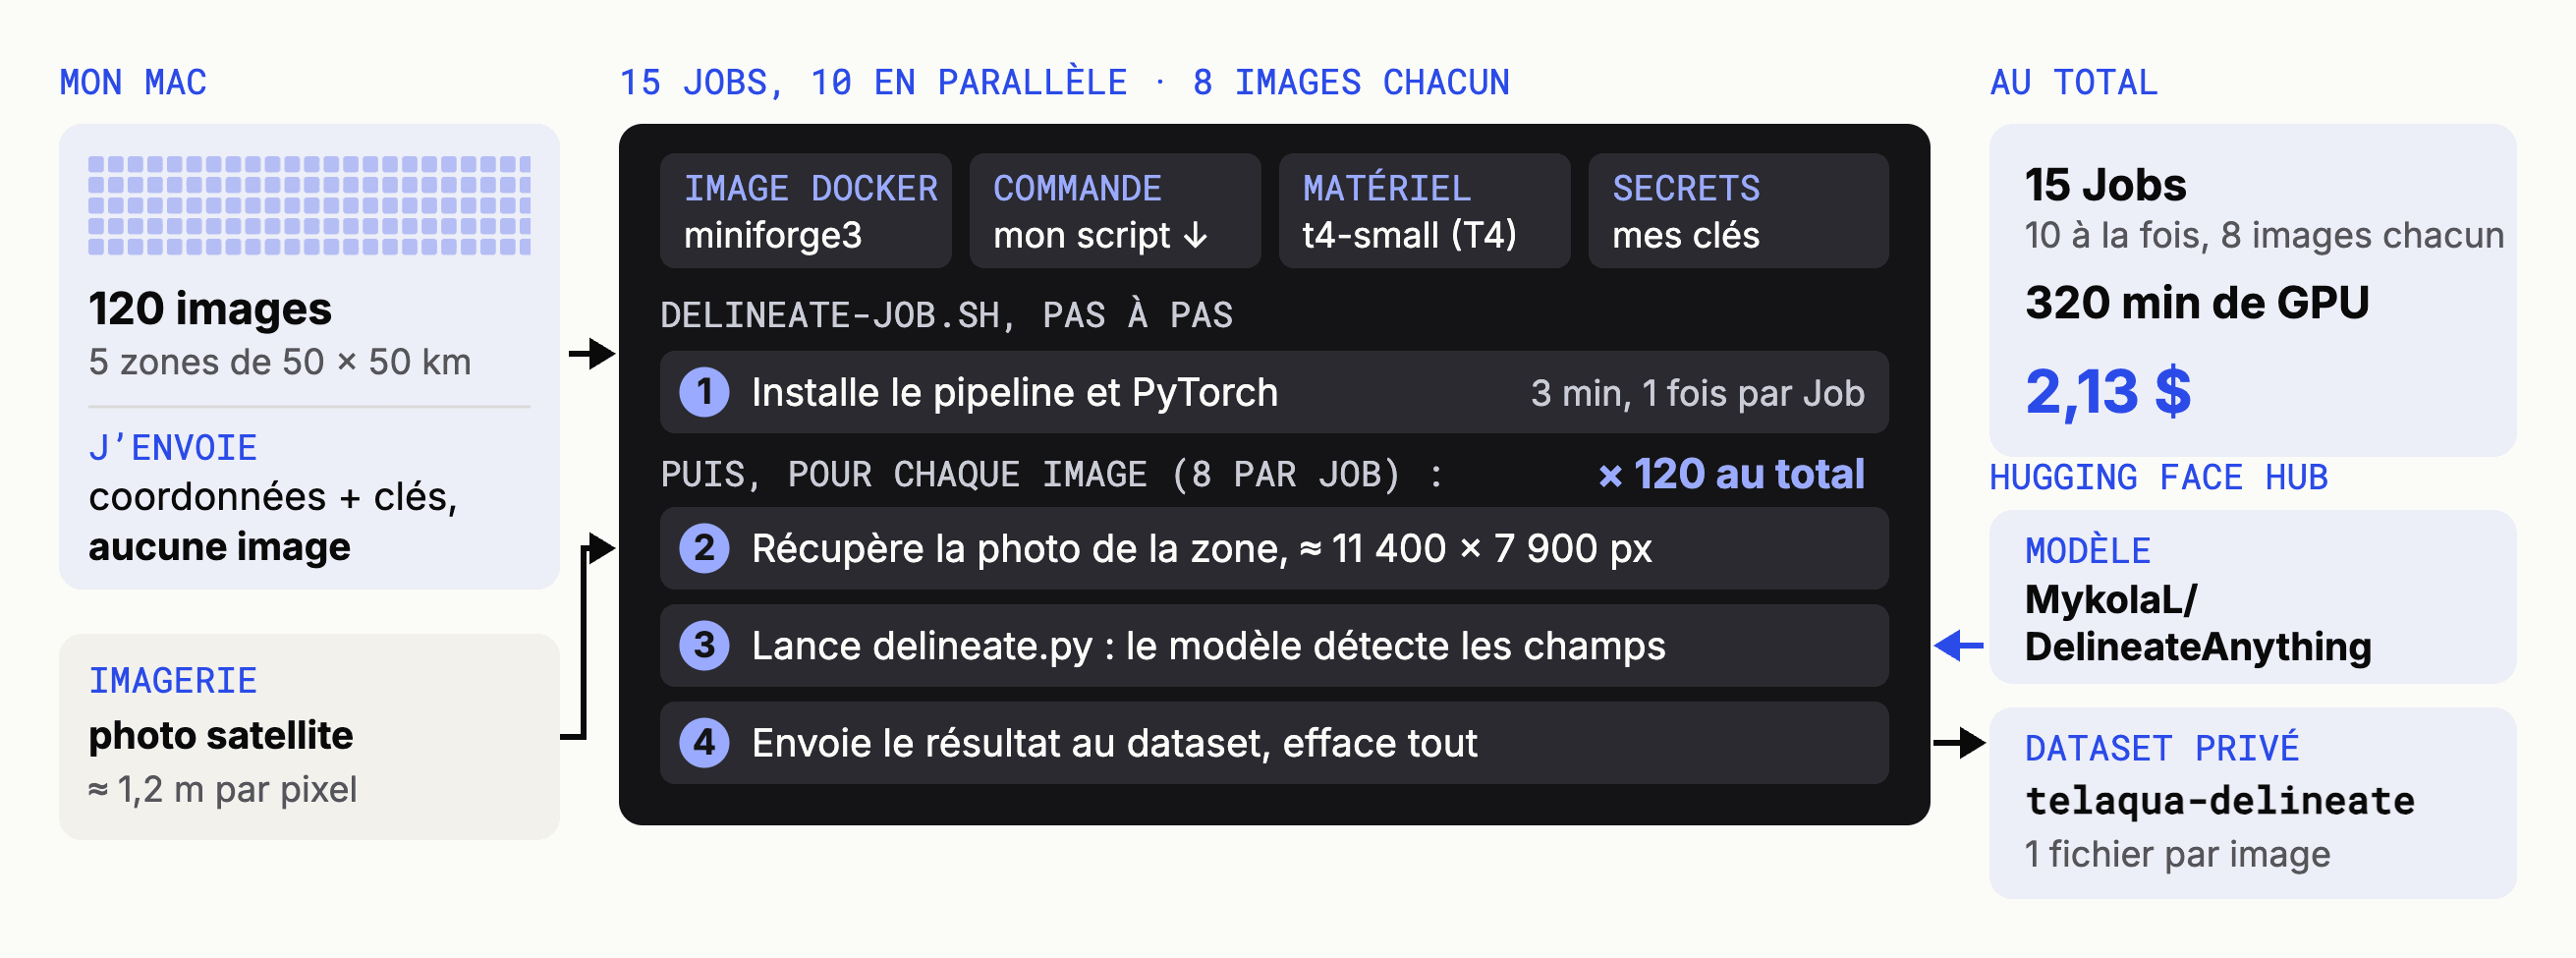 MON MAC
120 images
5 zones de 50 × 50 km
J’ENVOIE
coordonnées + clés,
aucune image
IMAGERIE
photo satellite
≈ 1,2 m par pixel
15 JOBS, 10 EN PARALLÈLE · 8 IMAGES CHACUN
IMAGE DOCKER
miniforge3
COMMANDE
mon script ↓
MATÉRIEL
t4-small (T4)
SECRETS
mes clés
DELINEATE-JOB.SH, PAS À PAS
1 Installe le pipeline et PyTorch 3 min, 1 fois par Job
PUIS, POUR CHAQUE IMAGE (8 PAR JOB) : × 120 au total
2 Récupère la photo de la zone, ≈ 11 400 × 7 900 px
3 Lance delineate.py : le modèle détecte les champs
4 Envoie le résultat au dataset, efface tout
AU TOTAL
15 Jobs
10 à la fois, 8 images chacun
320 min de GPU
2,13 $
HUGGING FACE HUB
MODÈLE
MykolaL/
DelineateAnything
DATASET PRIVÉ
telaqua-delineate
1 fichier par image